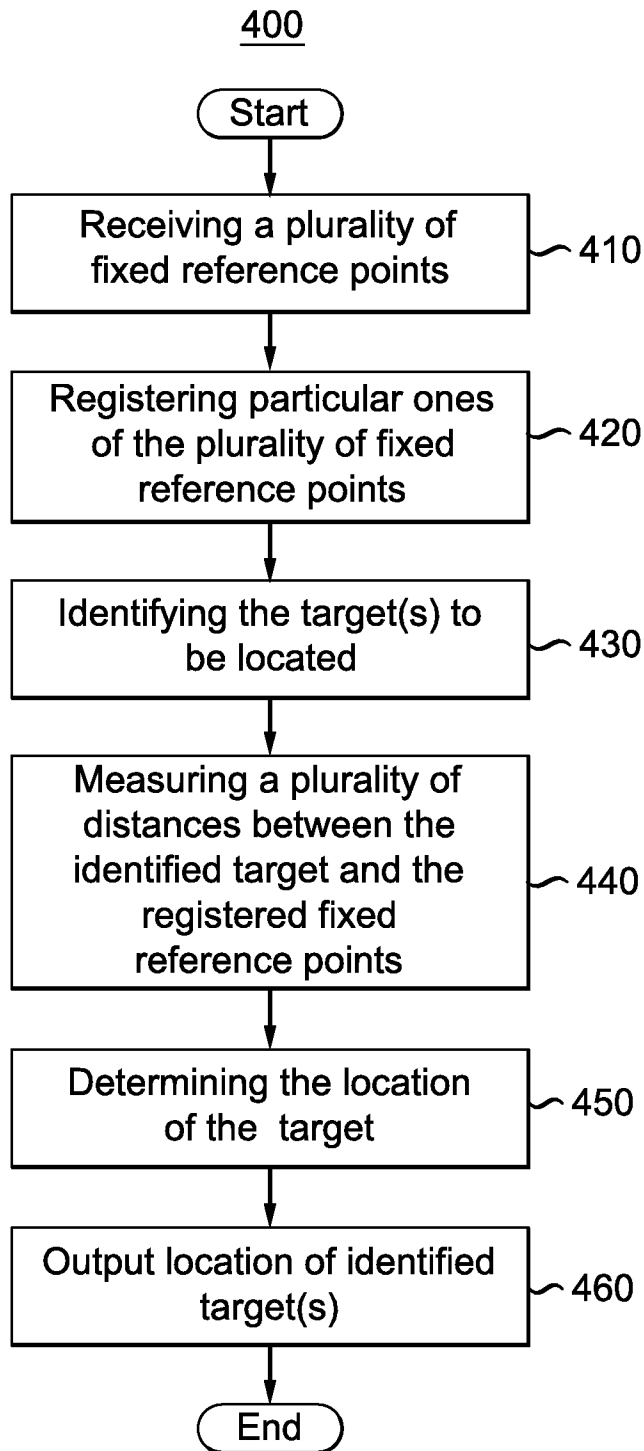 400
Start
Receiving a plurality of
fixed reference points
410
Registering particular ones
of the plurality of fixed
reference points
420
Identifying the target(s) to
be located
430
Measuring a plurality of
distances between the
identified target and the
registered fixed
reference points
440
Determining the location
of the target
450
Output location of identified
target(s)
460
End